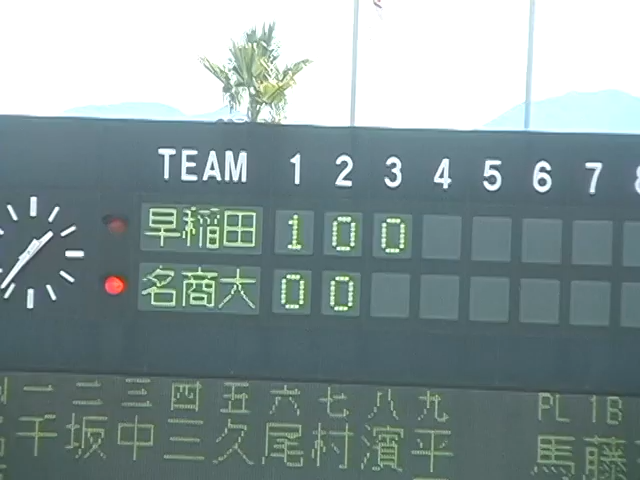 TEAM 1 2 3 4 5 6 7 8
早稲田 1 0 0
名商大 0 0
一 二 三 四 五 六 七 八 九 PL 1B
千 坂 中 三 久 尾 村 濱 平 馬 藤